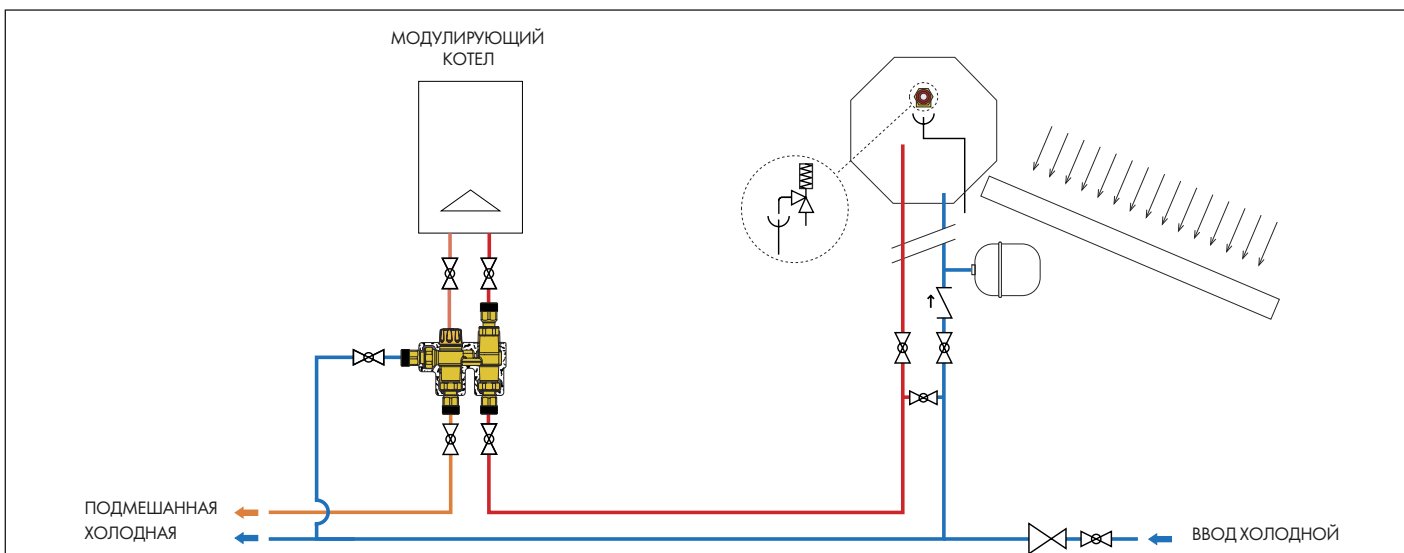 МОДУЛИРУЮЩИЙ
КОТЕЛ
ПОДМЕШАННАЯ
ХОЛОДНАЯ
ВВОД ХОЛОДНОЙ